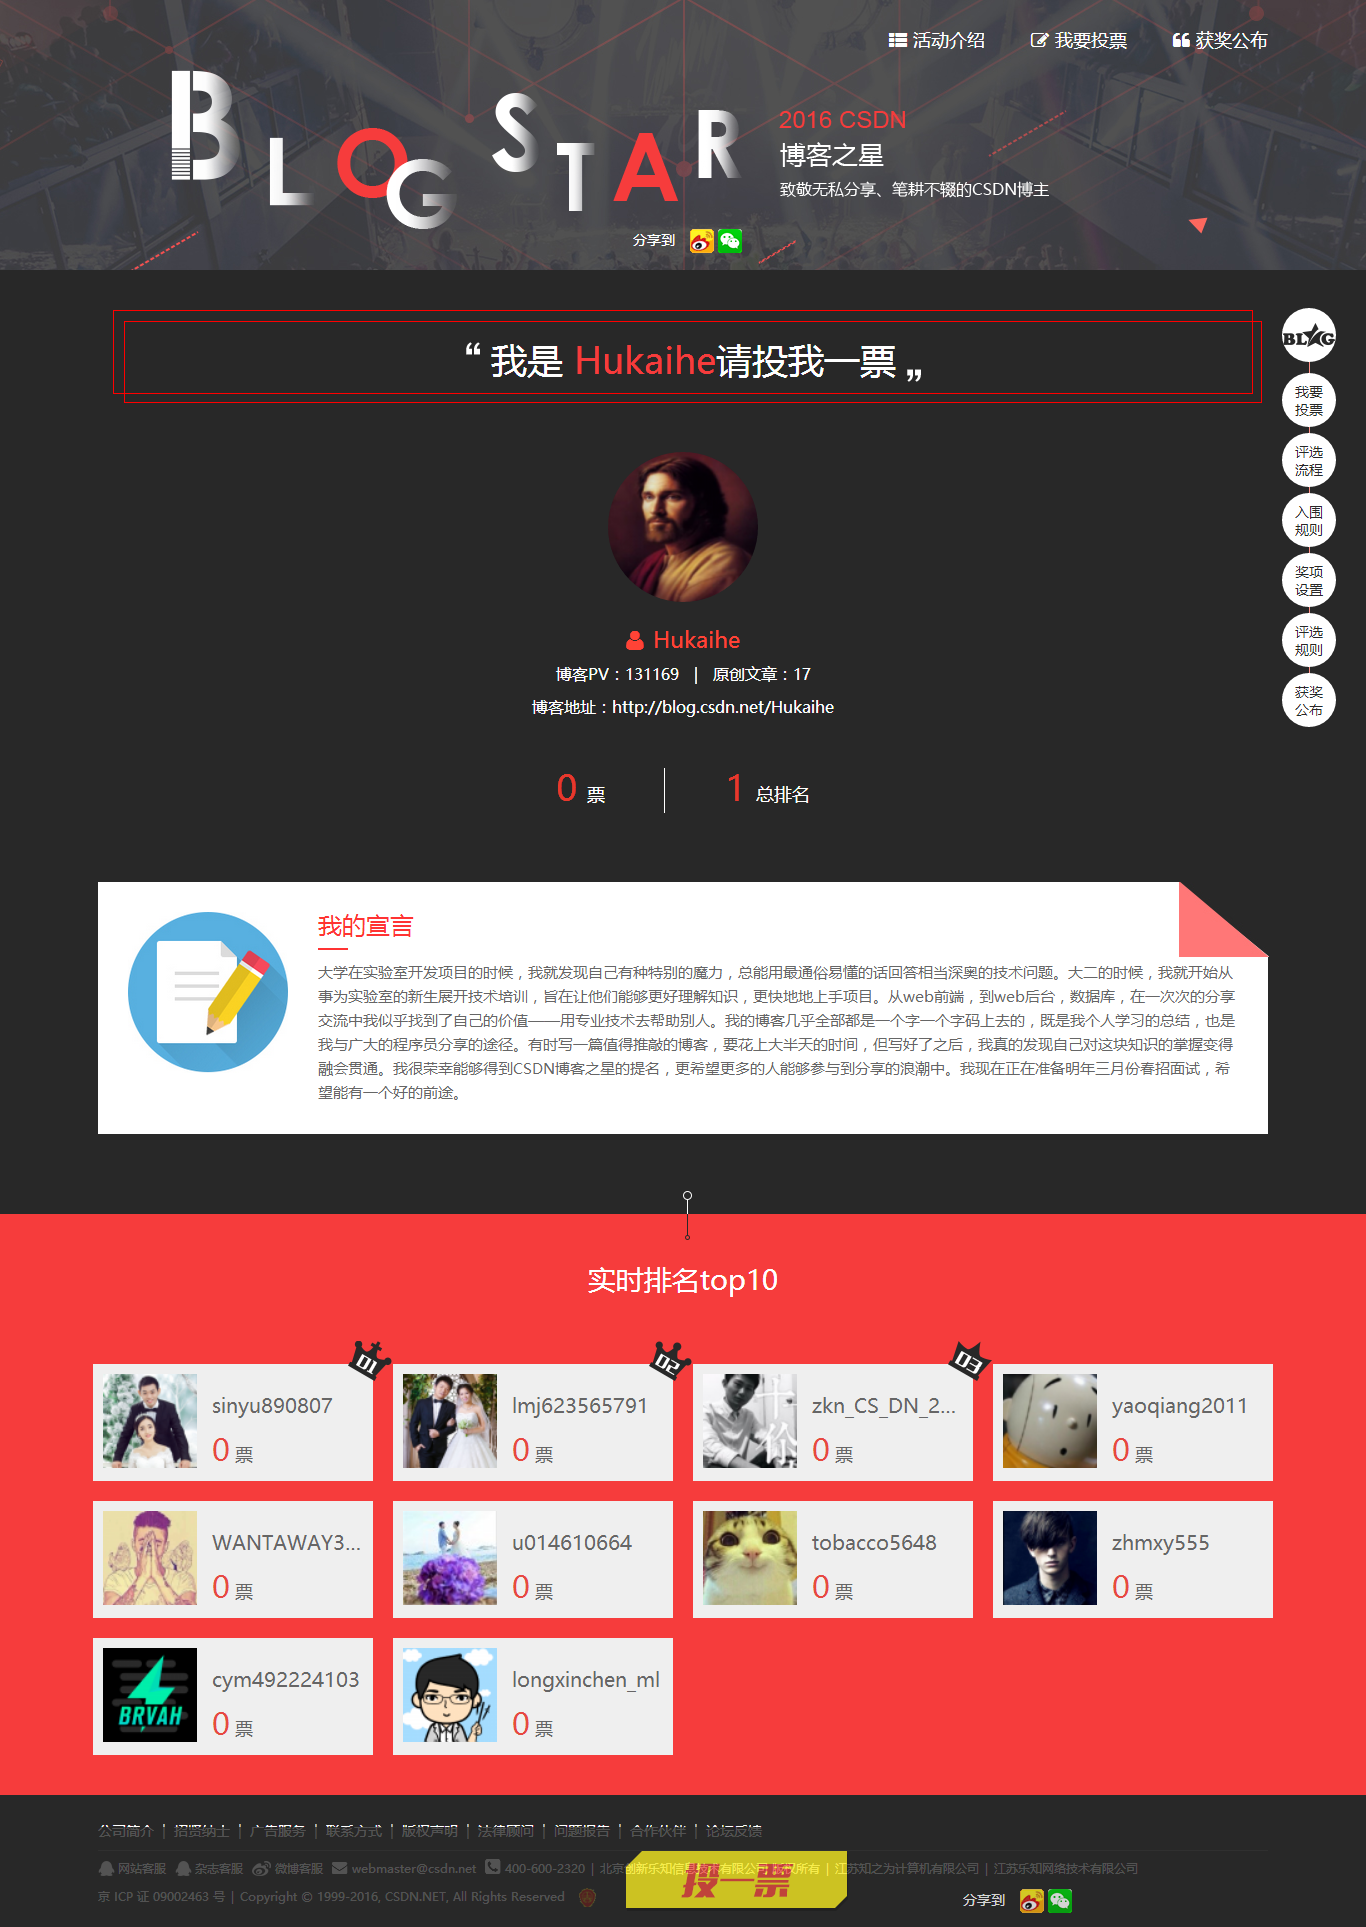 活动介绍 我要投票 获奖公布
BLOG STAR
2016 CSDN
博客之星
致敬无私分享、笔耕不辍的CSDN博主
分享到
“ 我是 Hukaihe请投我一票 ”
BLOG
我要
投票
评选
流程
入围
规则
奖项
设置
评选
规则
获奖
公布
Hukaihe
博客PV：131169 | 原创文章：17
博客地址：http://blog.csdn.net/Hukaihe
0 票 1 总排名
我的宣言
大学在实验室开发项目的时候，我就发现自己有种特别的魔力，总能用最通俗易懂的话回答相当深奥的技术问题。大二的时候，我就开始从
事为实验室的新生展开技术培训，旨在让他们能够更好理解知识，更快地地上手项目。从web前端，到web后台，数据库，在一次次的分享
交流中我似乎找到了自己的价值——用专业技术去帮助别人。我的博客几乎全部都是一个字一个字码上去的，既是我个人学习的总结，也是
我与广大的程序员分享的途径。有时写一篇值得推敲的博客，要花上大半天的时间，但写好了之后，我真的发现自己对这块知识的掌握变得
融会贯通。我很荣幸能够得到CSDN博客之星的提名，更希望更多的人能够参与到分享的浪潮中。我现在正在准备明年三月份春招面试，希
望能有一个好的前途。
实时排名top10
01 02 03
sinyu890807 lmj623565791 zkn_CS_DN_2... yaoqiang2011
0 票 0 票 0 票 0 票
WANTAWAY3... u014610664 tobacco5648 zhmxy555
0 票 0 票 0 票 0 票
BRVAH
cym492224103 longxinchen_ml
0 票 0 票
公司简介 | 招贤纳士 | 广告服务 | 联系方式 | 版权声明 | 法律顾问 | 问题报告 | 合作伙伴 | 论坛反馈
网站客服 杂志客服 微博客服 webmaster@csdn.net 400-600-2320 | 北京创新乐知信息技术有限公司 版权所有 | 江苏知之为计算机有限公司 | 江苏乐知网络技术有限公司
京 ICP 证 09002463 号 | Copyright © 1999-2016, CSDN.NET, All Rights Reserved
投一票
分享到